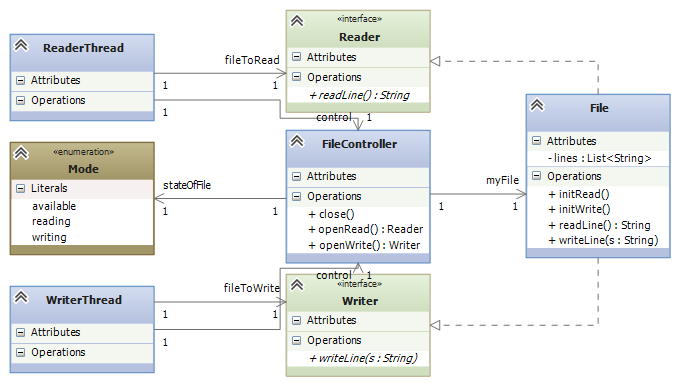 ReaderThread
Attributes
Operations
fileToRead
1
1
1
control
1
«interface»
Reader
Attributes
Operations
+ readLine() : String
«enumeration»
Mode
Literals
available
reading
writing
stateOfFile
1
1
FileController
Attributes
Operations
+ close()
+ openRead() : Reader
+ openWrite() : Writer
myFile
1
1
File
Attributes
- lines : List<String>
Operations
+ initRead()
+ initWrite()
+ readLine() : String
+ writeLine(s : String)
WriterThread
Attributes
Operations
fileToWrite
1
1
1
control
1
«interface»
Writer
Attributes
Operations
+ writeLine(s : String)